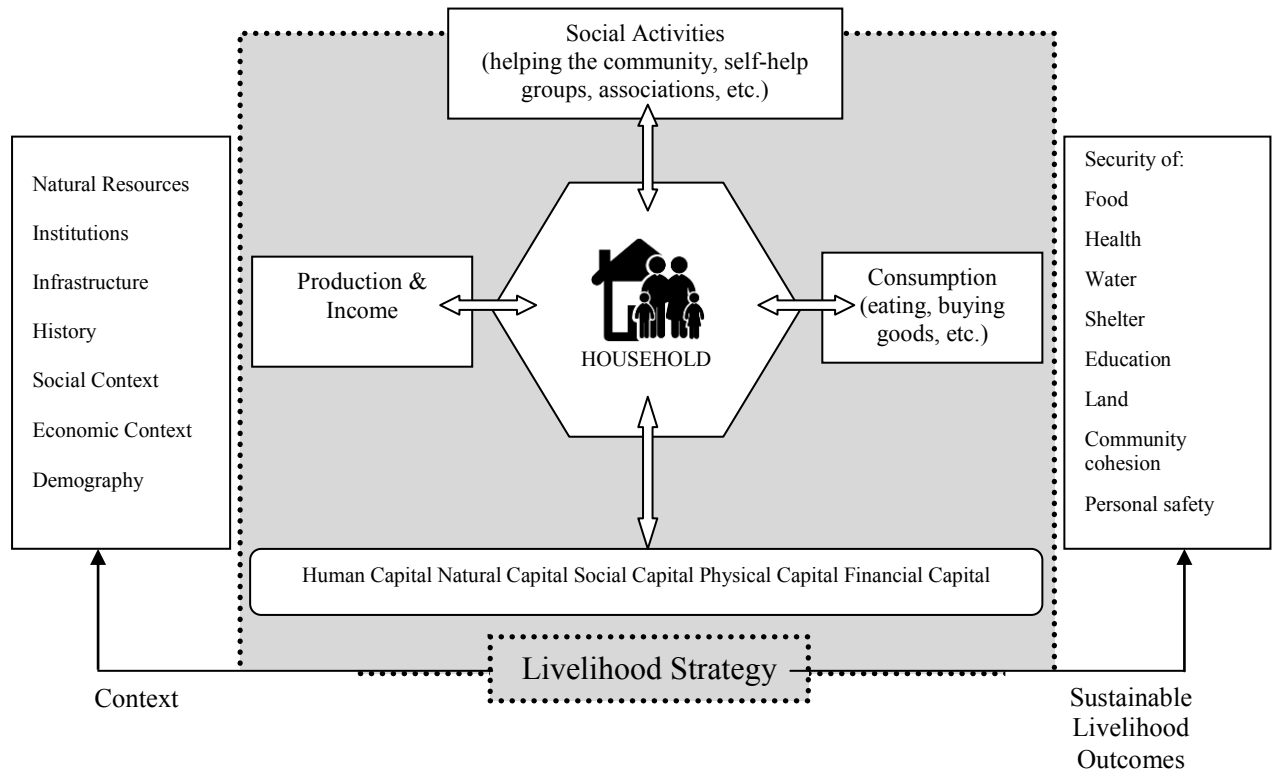 Social Activities
(helping the community, self-help
groups, associations, etc.)
Natural Resources
Institutions
Infrastructure
History
Social Context
Economic Context
Demography
Production &
Income
HOUSEHOLD
Consumption
(eating, buying
goods, etc.)
Security of:
Food
Health
Water
Shelter
Education
Land
Community
cohesion
Personal safety
Human Capital Natural Capital Social Capital Physical Capital Financial Capital
Livelihood Strategy
Context
Sustainable
Livelihood
Outcomes